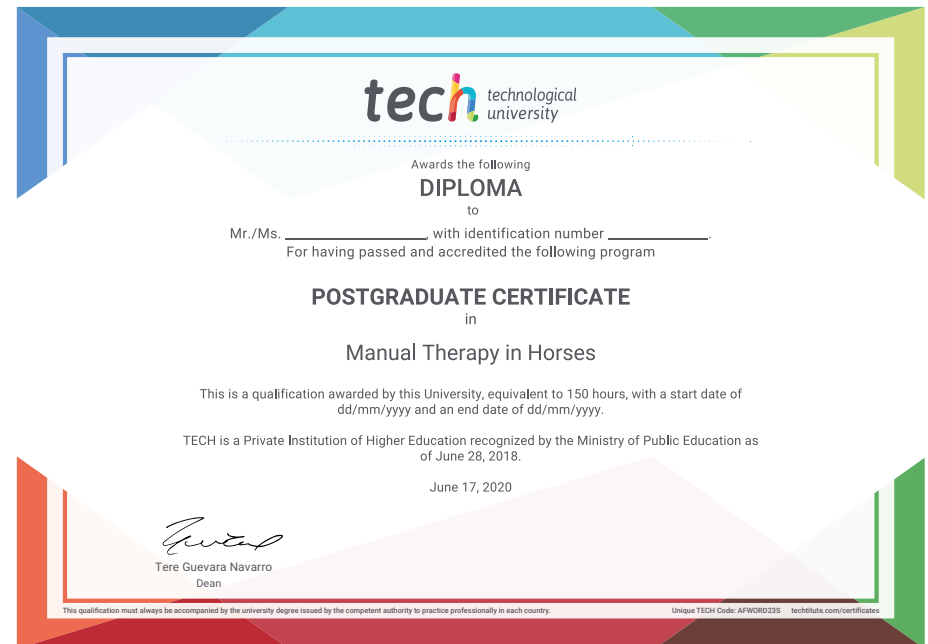 tech technological
university
Awards the following
DIPLOMA
to
Mr./Ms. ____________, with identification number ____________.
For having passed and accredited the following program
POSTGRADUATE CERTIFICATE
in
Manual Therapy in Horses
This is a qualification awarded by this University, equivalent to 150 hours, with a start date of
dd/mm/yyyy and an end date of dd/mm/yyyy.
TECH is a Private Institution of Higher Education recognized by the Ministry of Public Education as
of June 28, 2018.
June 17, 2020
Tere Guevara Navarro
Dean
This qualification must always be accompanied by the university degree issued by the competent authority to practice professionally in each country. Unique TECH Code: AFWORD23S techtitute.com/certificates